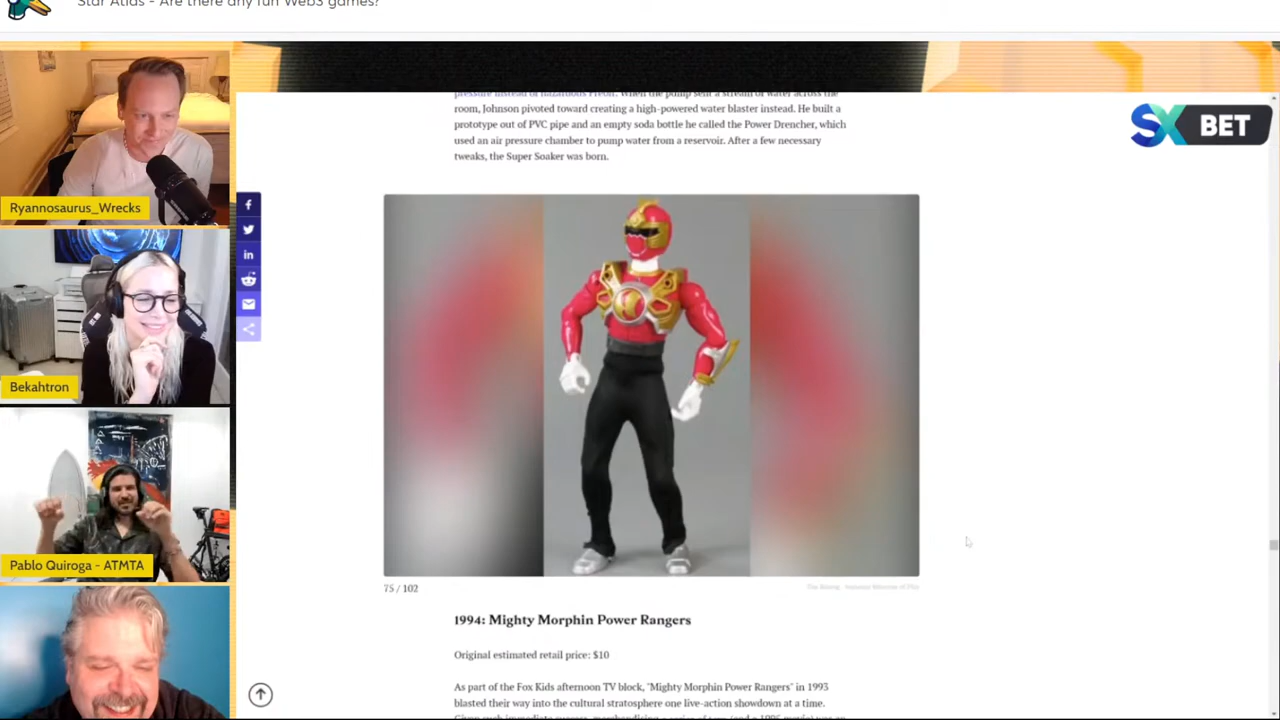 Star Atlas - Are there any fun Web3 games?
pressure instead of hazardous Freon. When the pump sent a stream of water across the
room, Johnson pivoted toward creating a high-powered water blaster instead. He built a
prototype out of PVC pipe and an empty soda bottle he called the Power Drencher, which
used an air pressure chamber to pump water from a reservoir. After a few necessary
tweaks, the Super Soaker was born.
SX BET
Ryannosaurus_Wrecks
Bekahtron
Pablo Quiroga - ATMTA
75 / 102
1994: Mighty Morphin Power Rangers
Original estimated retail price: $10
As part of the Fox Kids afternoon TV block, "Mighty Morphin Power Rangers" in 1993
blasted their way into the cultural stratosphere one live-action showdown at a time.